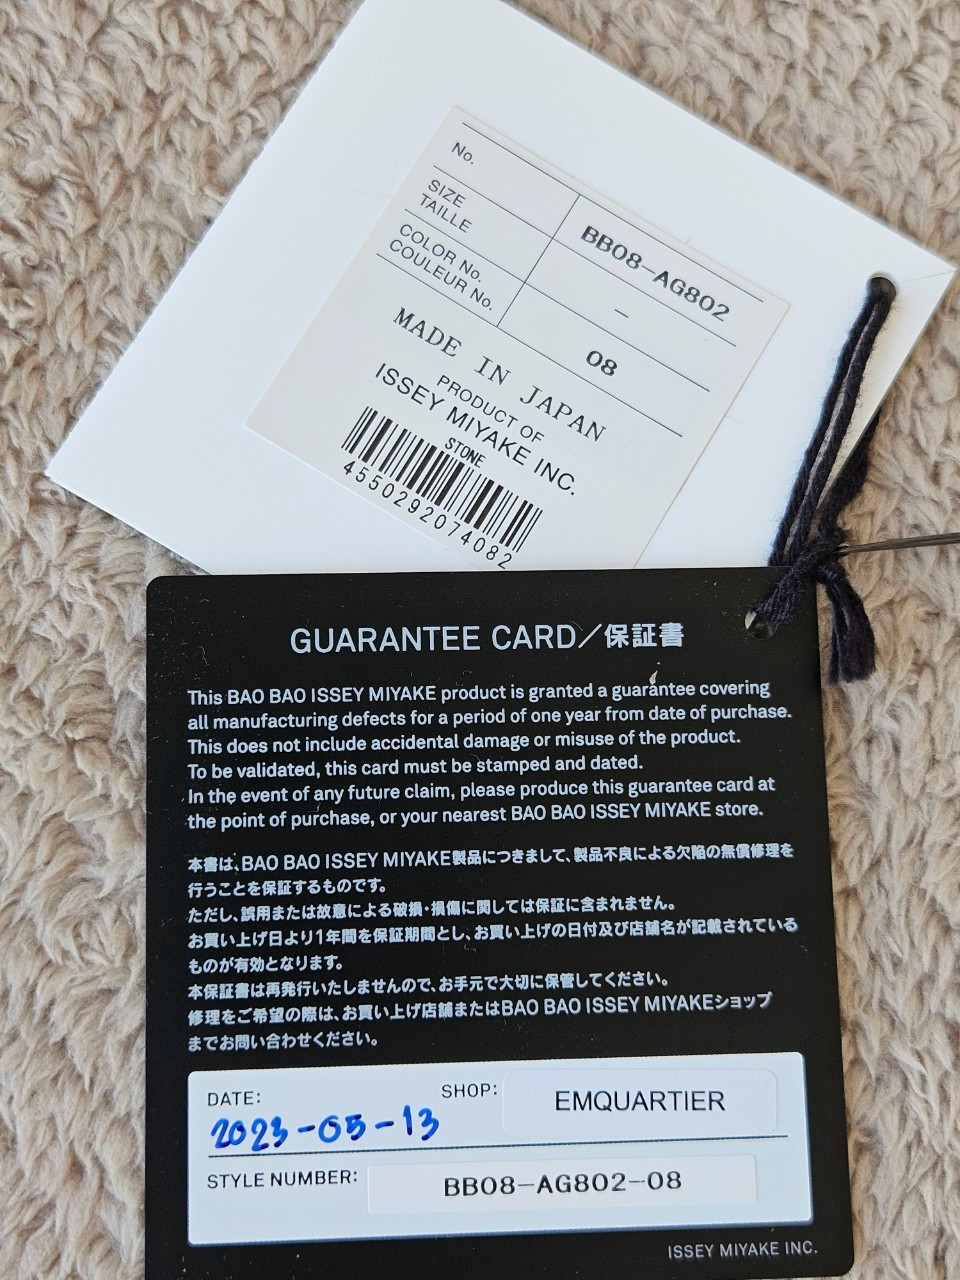 No.
BB08-AG802
SIZE
TAILLE
-
COLOR No.
COULEUR No.
08
MADE IN JAPAN
PRODUCT OF
ISSEY MIYAKE INC.
STONE
4550292074082
GUARANTEE CARD/保証書
This BAO BAO ISSEY MIYAKE product is granted a guarantee covering
all manufacturing defects for a period of one year from date of purchase.
This does not include accidental damage or misuse of the product.
To be validated, this card must be stamped and dated.
In the event of any future claim, please produce this guarantee card at
the point of purchase, or your nearest BAO BAO ISSEY MIYAKE store.
本書は、BAO BAO ISSEY MIYAKE製品につきまして、製品不良による欠陥の無償修理を
行うことを保証するものです。
ただし、誤用または故意による破損・損傷に関しては保証に含まれません。
お買い上げ日より1年間を保証期間とし、お買い上げの日付及び店舗名が記載されている
ものが有効となります。
本保証書は再発行いたしませんので、お手元で大切に保管してください。
修理をご希望の際は、お買い上げ店舗またはBAO BAO ISSEY MIYAKEショップ
までお問い合わせください。
DATE: 2023-05-13
SHOP: EMQUARTIER
STYLE NUMBER: BB08-AG802-08
ISSEY MIYAKE INC.